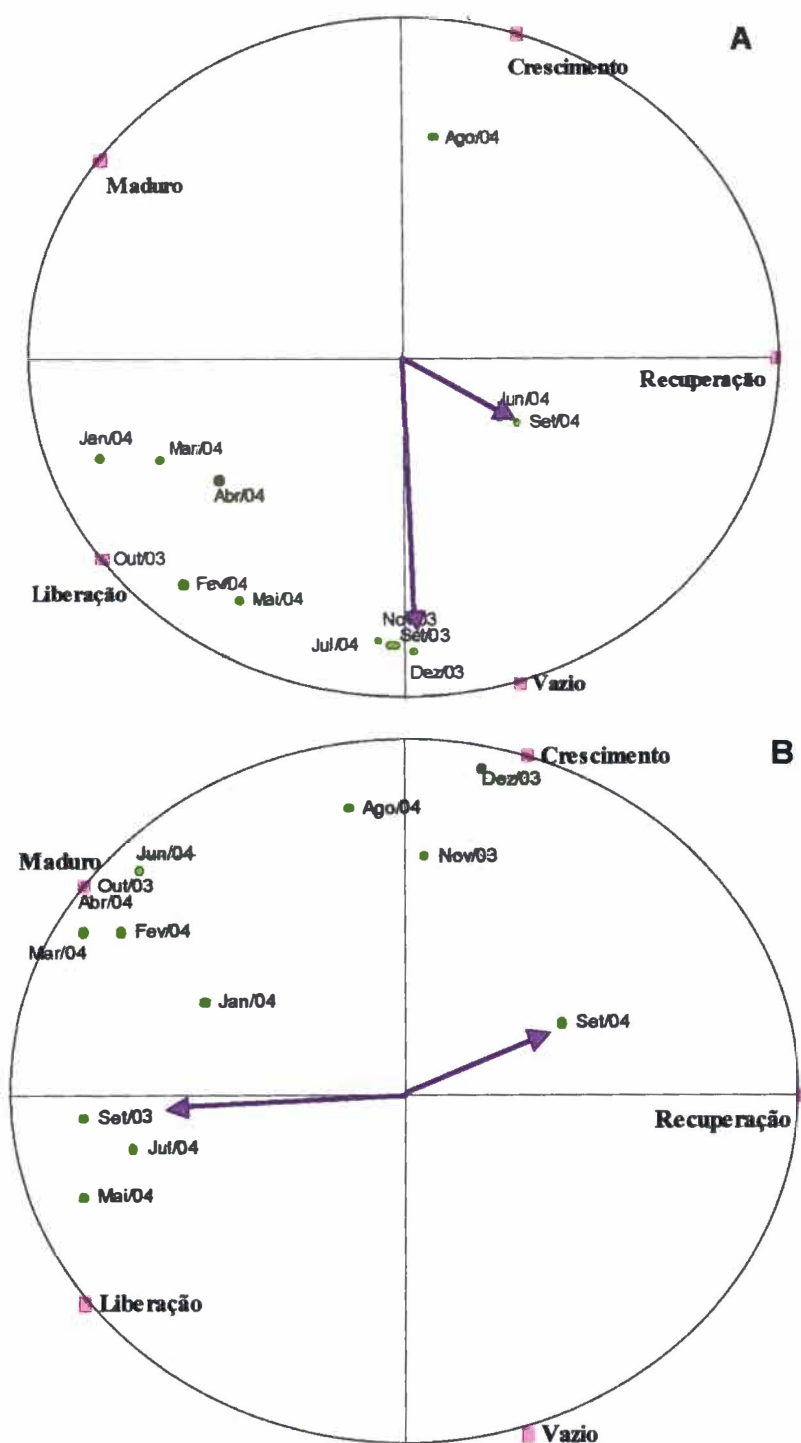 A
Crescimento
Ago/04
Maduro
Recuperação
Jun/04
Set/04
Jan/04
Mar/04
Abr/04
Out/03
Liberação
Fev/04
Mai/04
Nov/03
Jul/04
Set/03
Dez/03
Vazio
B
Crescimento
Dez/03
Ago/04
Nov/03
Jun/04
Maduro
Out/03
Abr/04
Mar/04
Fev/04
Jan/04
Set/04
Set/03
Recuperação
Jul/04
Mai/04
Liberação
Vazio